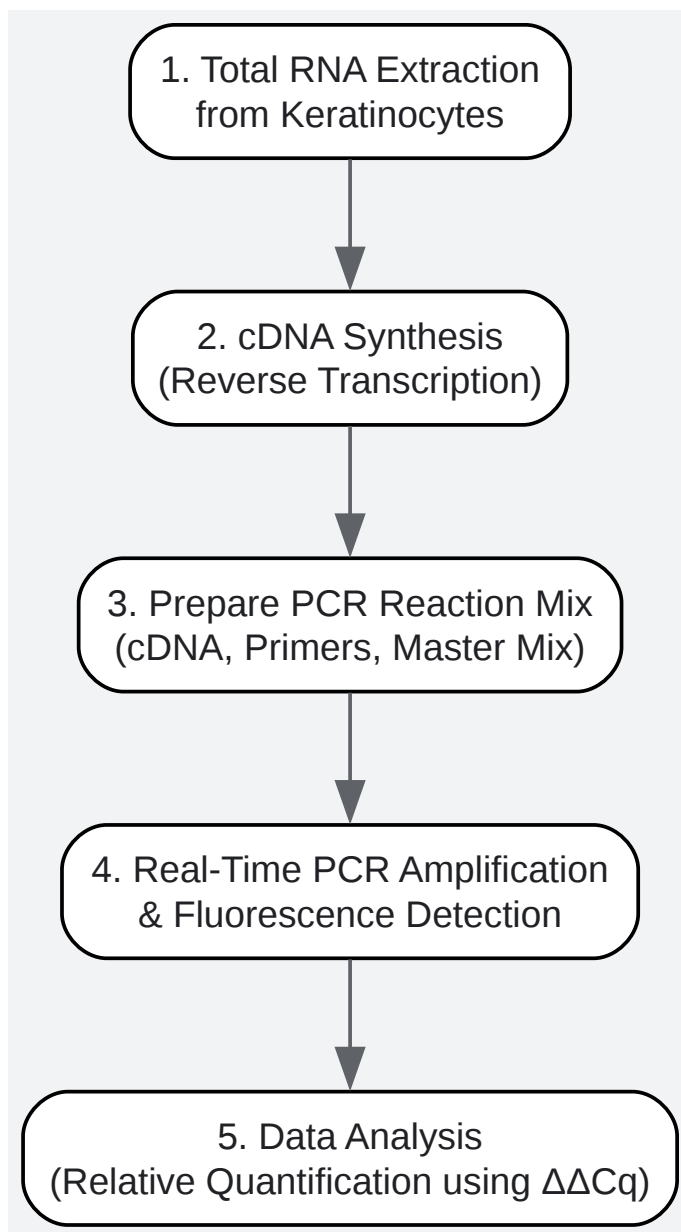 1. Total RNA Extraction
from Keratinocytes
2. cDNA Synthesis
(Reverse Transcription)
3. Prepare PCR Reaction Mix
(cDNA, Primers, Master Mix)
4. Real-Time PCR Amplification
& Fluorescence Detection
5. Data Analysis
(Relative Quantification using ΔΔCq)